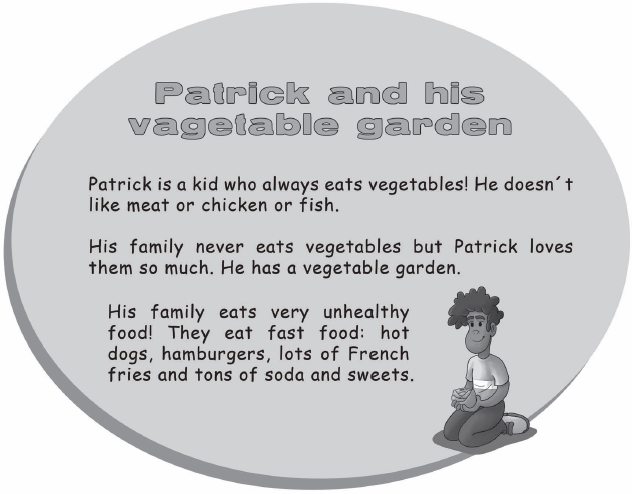 Patrick and his
vagetable garden
Patrick is a kid who always eats vegetables! He doesn´t
like meat or chicken or fish.
His family never eats vegetables but Patrick loves
them so much. He has a vegetable garden.
His family eats very unhealthy
food! They eat fast food: hot
dogs, hamburgers, lots of French
fries and tons of soda and sweets.